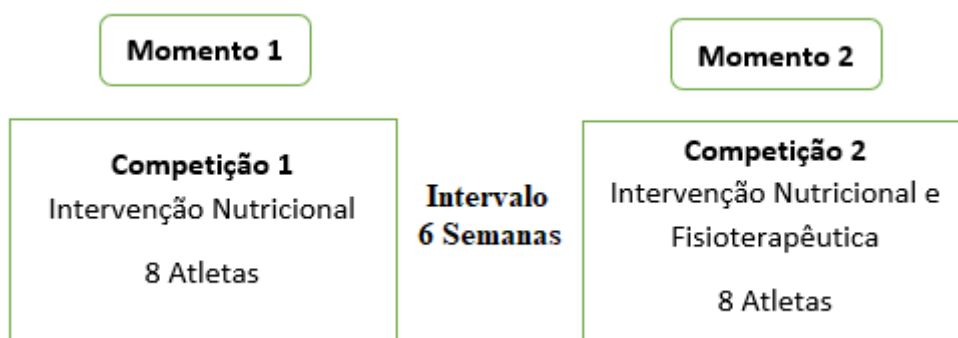 Momento 1
Competição 1
Intervenção Nutricional
8 Atletas
Intervalo
6 Semanas
Momento 2
Competição 2
Intervenção Nutricional e
Fisioterapêutica
8 Atletas